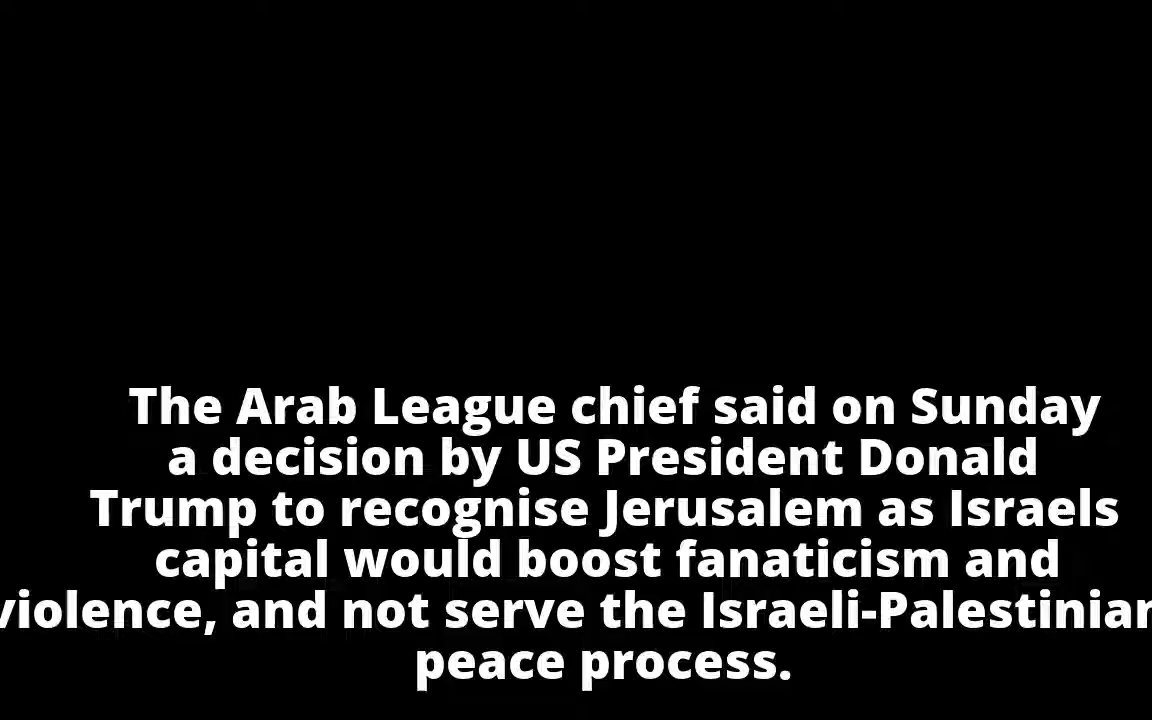 The Arab League chief said on Sunday
a decision by US President Donald
Trump to recognise Jerusalem as Israels
capital would boost fanaticism and
violence, and not serve the Israeli-Palestinian
peace process.